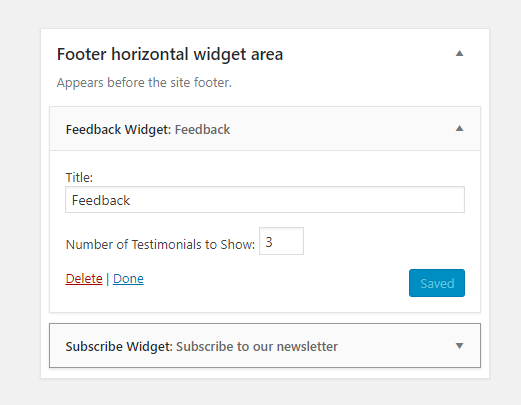 Footer horizontal widget area
Appears before the site footer.
Feedback Widget: Feedback
Title:
Feedback
Number of Testimonials to Show: 3
Delete | Done
Saved
Subscribe Widget: Subscribe to our newsletter